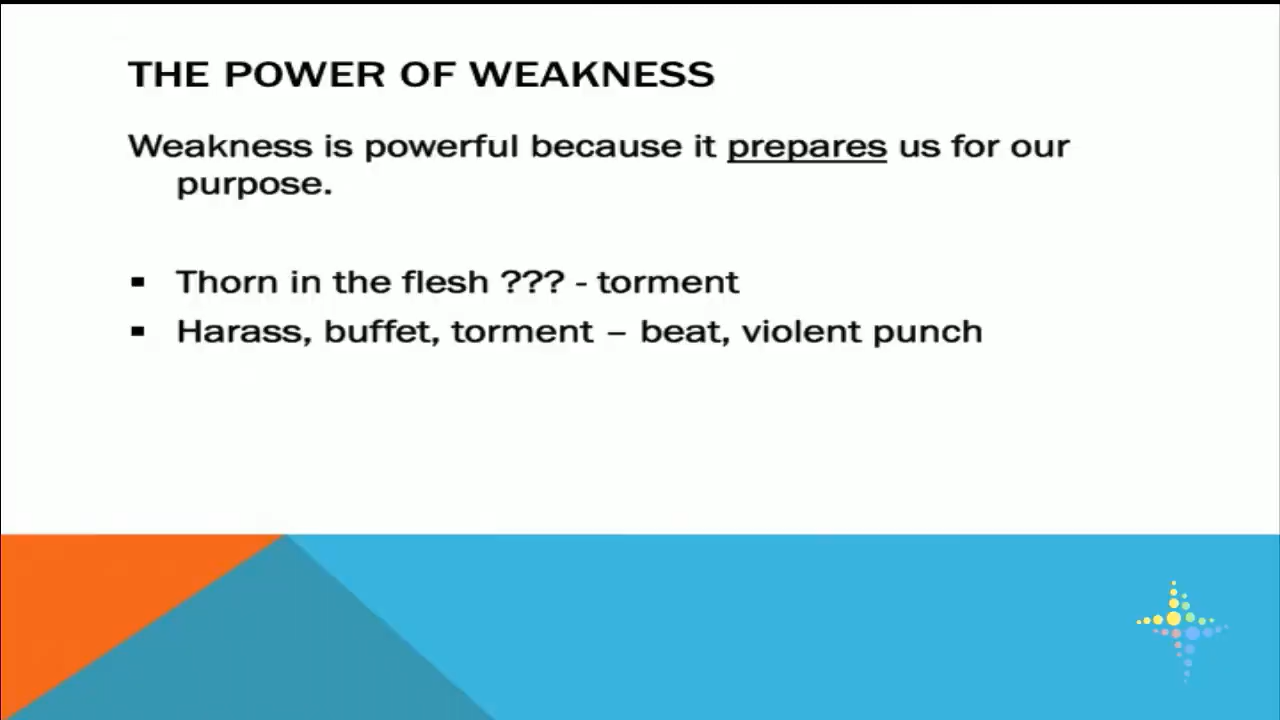 THE POWER OF WEAKNESS
Weakness is powerful because it prepares us for our
purpose.
▪ Thorn in the flesh ??? - torment
▪ Harass, buffet, torment – beat, violent punch